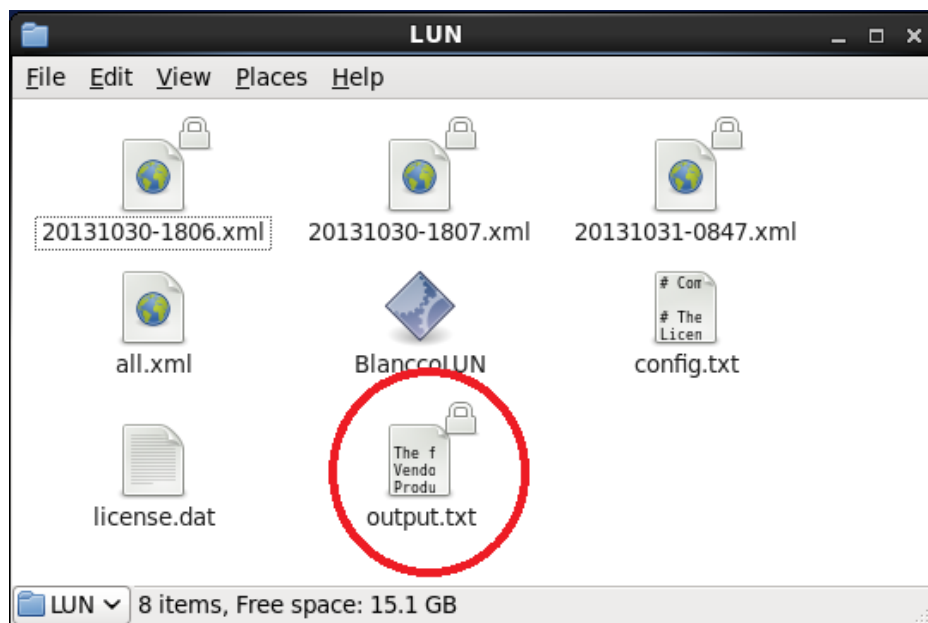 LUN
File Edit View Places Help
20131030-1806.xml 20131030-1807.xml 20131031-0847.xml
# Com
# The
Licen
all.xml BlanccoLUN config.txt
The f
Vendo
Produ
license.dat output.txt
LUN 8 items, Free space: 15.1 GB